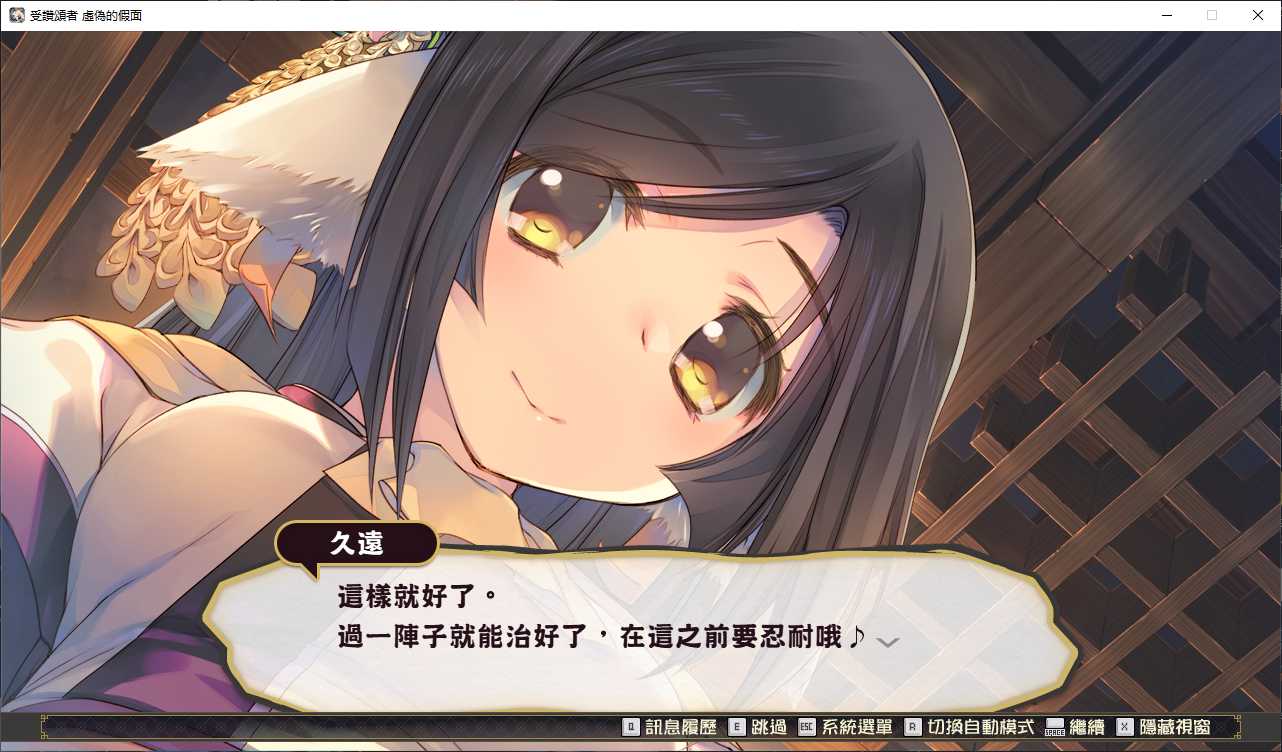 受讚頌者 虛偽的假面
久遠
這樣就好了。
過一陣子就能治好了，在這之前要忍耐哦♪
Q 訊息履歷 E 跳過 ESC 系統選單 R 切換自動模式 SPACE 繼續 X 隱藏視窗